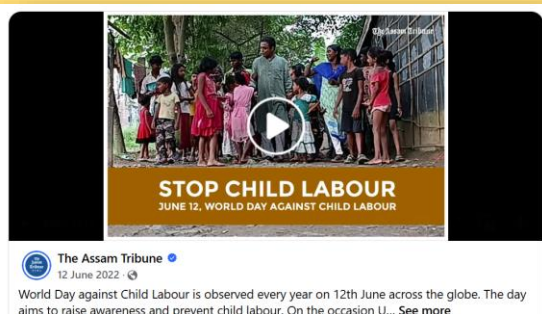 The Assam Tribune
STOP CHILD LABOUR
JUNE 12, WORLD DAY AGAINST CHILD LABOUR
The Assam Tribune
12 June 2022 ·
World Day against Child Labour is observed every year on 12th June across the globe. The day
aims to raise awareness and prevent child labour. On the occasion U... See more